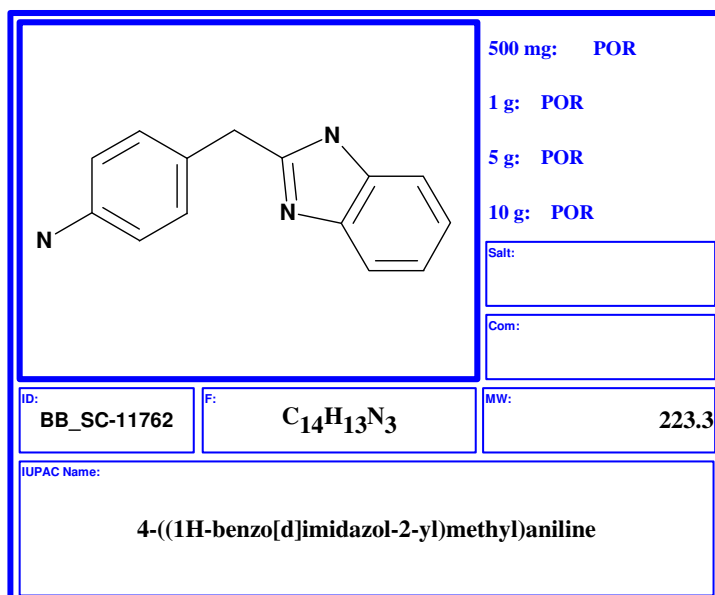 500 mg: POR
1 g: POR
5 g: POR
10 g: POR
N
N
N
Salt:
Com:
ID:
BB_SC-11762
F:
C14H13N3
MW:
223.3
IUPAC Name:
4-((1H-benzo[d]imidazol-2-yl)methyl)aniline